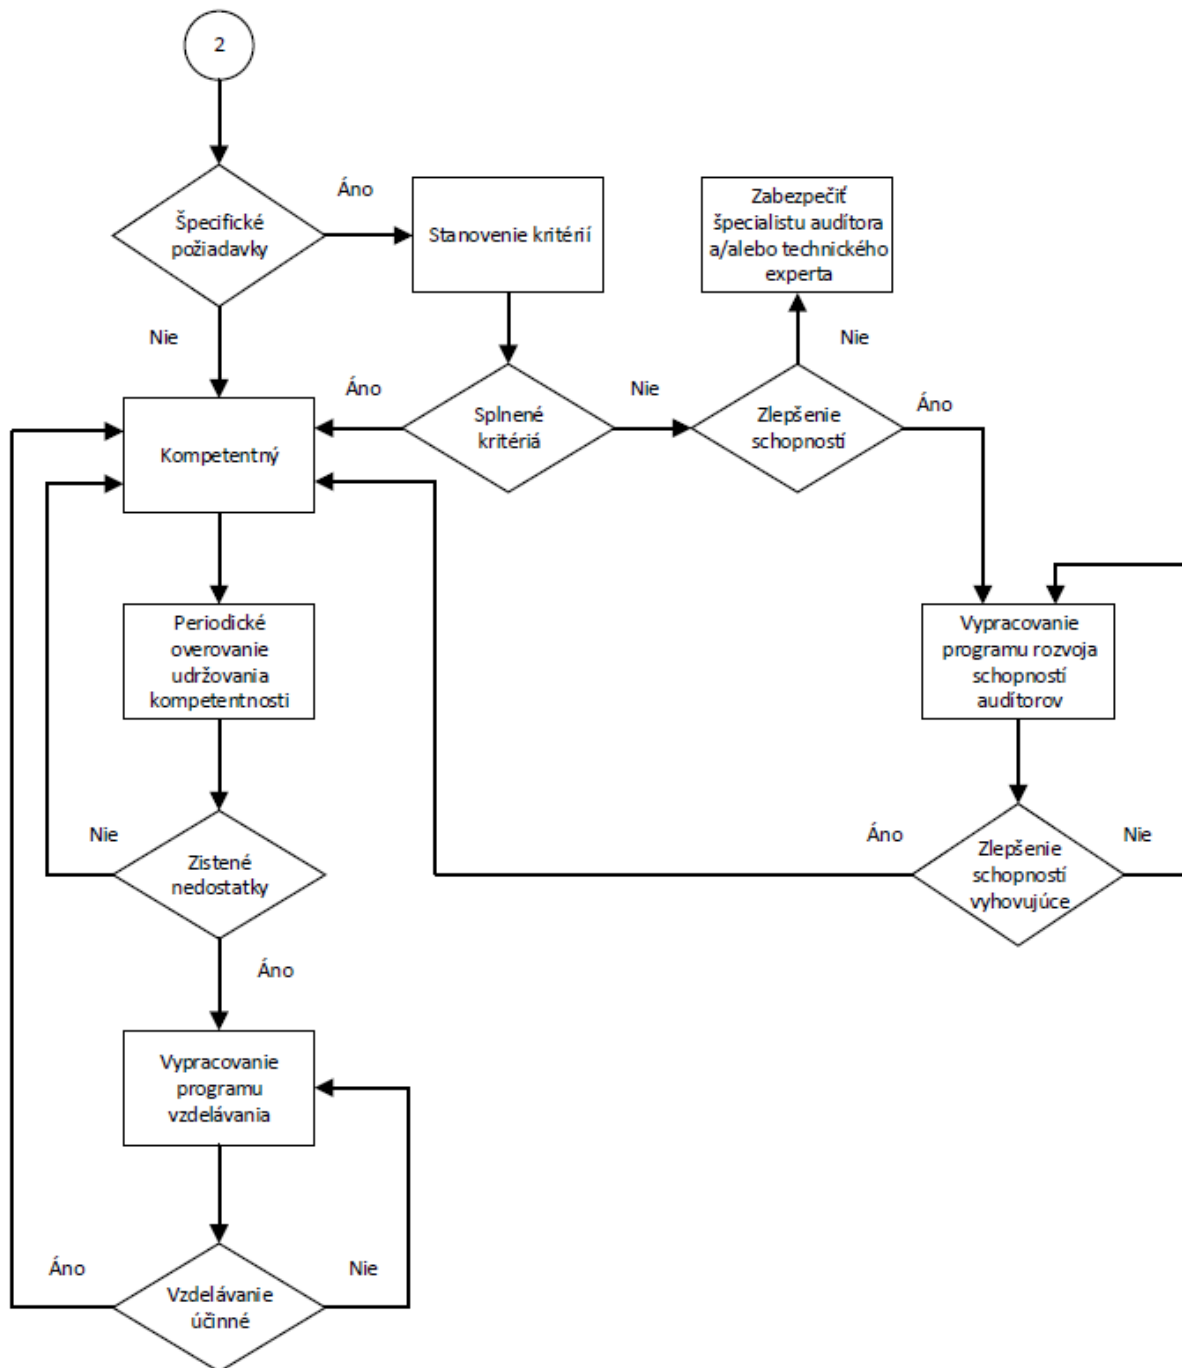 2
Áno
Špecifické
požiadavky
Stanovenie kritérií
Zabezpečiť
špecialistu audítora
a/alebo technického
experta
Nie
Nie
Áno
Nie
Áno
Kompetentný
Splnené
kritériá
Zlepšenie
schopností
Periodické
overovanie
udržovania
kompetentnosti
Vypracovanie
programu rozvoja
schopností
audítorov
Nie
Zistené
nedostatky
Áno
Zlepšenie
schopností
vyhovujúce
Nie
Áno
Vypracovanie
programu
vzdelávania
Áno
Nie
Vzdelávanie
účinné